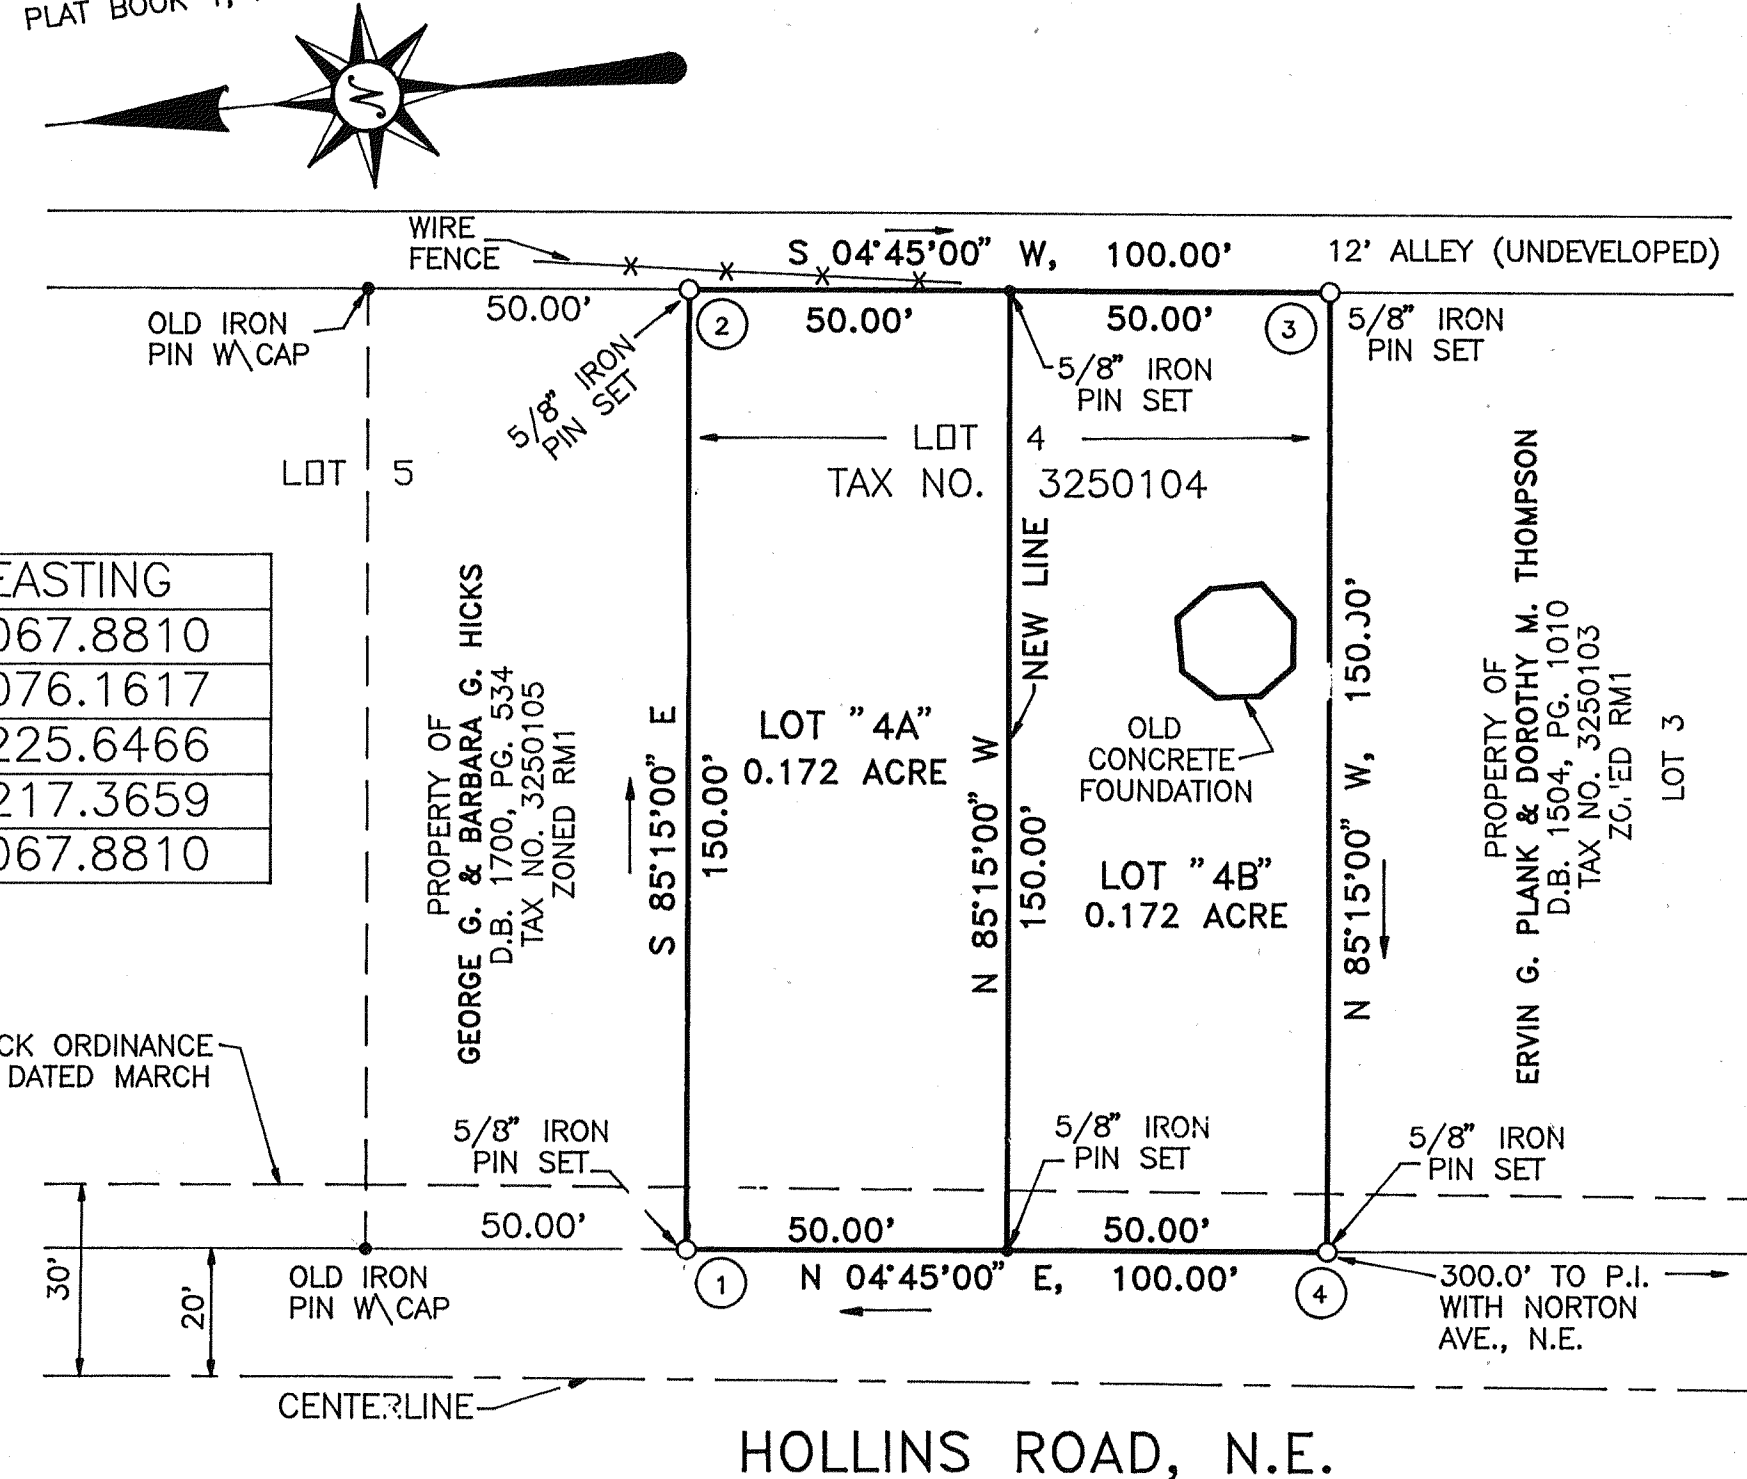 PLAT BOOK 1,
N
WIRE
FENCE
S 04°45'00" W, 100.00'
12' ALLEY (UNDEVELOPED)
50.00'
2
50.00'
50.00'
3
OLD IRON
PIN W\CAP
5/8" IRON
PIN SET
5/8" IRON
PIN SET
5/8" IRON
PIN SET
LOT 5
LOT 4
TAX NO. 3250104
EASTING
067.8810
076.1617
225.6466
217.3659
067.8810
PROPERTY OF
GEORGE G. & BARBARA G. HICKS
D.B. 1700, PG. 534
TAX NO. 3250105
ZONED RM1
S 85°15'00" E
150.00'
LOT "4A"
0.172 ACRE
NEW LINE
N 85°15'00" W
150.00'
OLD
CONCRETE
FOUNDATION
LOT "4B"
0.172 ACRE
N 85°15'00" W, 150.00'
PROPERTY OF
ERVIN G. PLANK & DOROTHY M. THOMPSON
D.B. 1504, PG. 1010
TAX NO. 3250103
ZONED RM1
LOT 3
CK ORDINANCE
DATED MARCH
5/8" IRON
PIN SET
5/8" IRON
PIN SET
5/8" IRON
PIN SET
50.00'
50.00'
50.00'
30'
20'
OLD IRON
PIN W\CAP
1
N 04°45'00" E, 100.00'
4
300.0' TO P.I.
WITH NORTON
AVE., N.E.
CENTERLINE
HOLLINS ROAD, N.E.